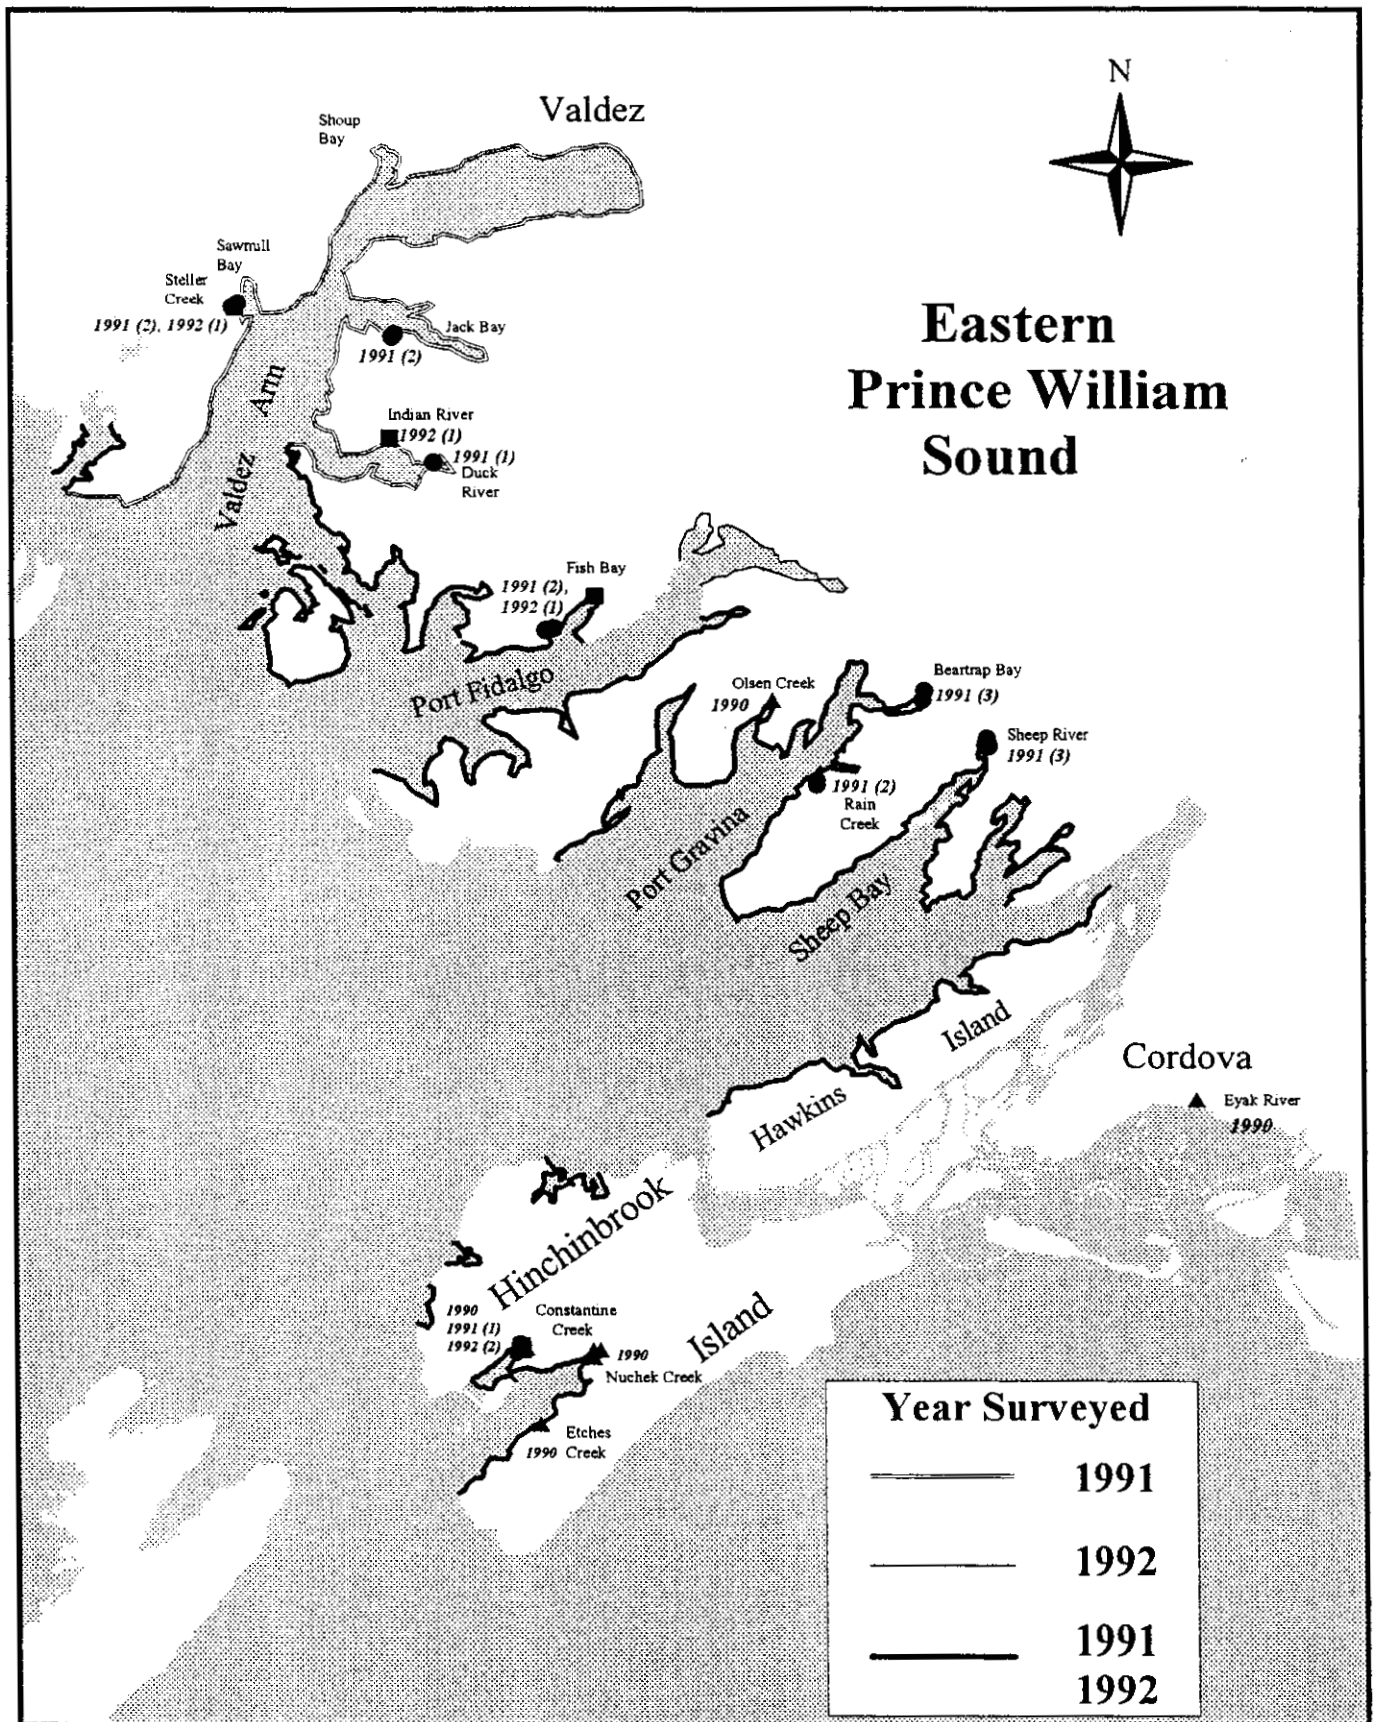 N
Valdez
Shoup
Bay
Eastern
Prince William
Sound
Sawmill
Bay
Steller
Creek
1991 (2), 1992 (1)
Jack Bay
1991 (2)
Valdez Arm
Indian River
1992 (1)
1991 (1)
Duck
River
Fish Bay
1991 (2),
1992 (1)
Port Fidalgo
Olsen Creek
1990
Beartrap Bay
1991 (3)
Sheep River
1991 (3)
1991 (2)
Rain
Creek
Port Gravina
Sheep Bay
Hawkins Island
Cordova
Eyak River
1990
Hinchinbrook Island
1990
1991 (1)
1992 (2)
Constantine
Creek
1990
Nuchek Creek
Etches
1990 Creek
Year Surveyed
1991
1992
1991
1992